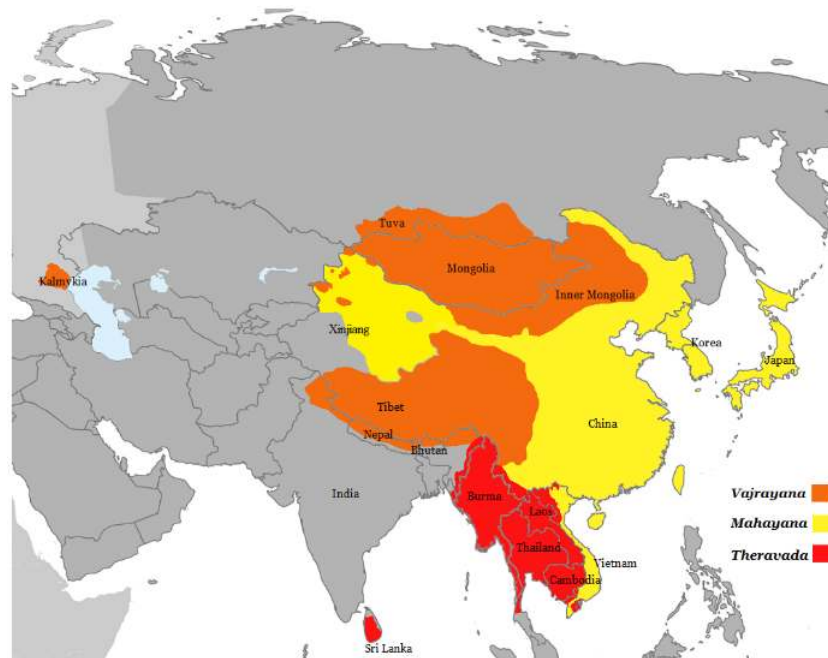 Tuva
Kalmykia
Mongolia
Inner Mongolia
Xinjiang
Korea
Japan
Tibet
China
Nepal
Bhutan
India
Burma
Laos
Thailand
Vietnam
Cambodia
Sri Lanka
Vajrayana
Mahayana
Theravada